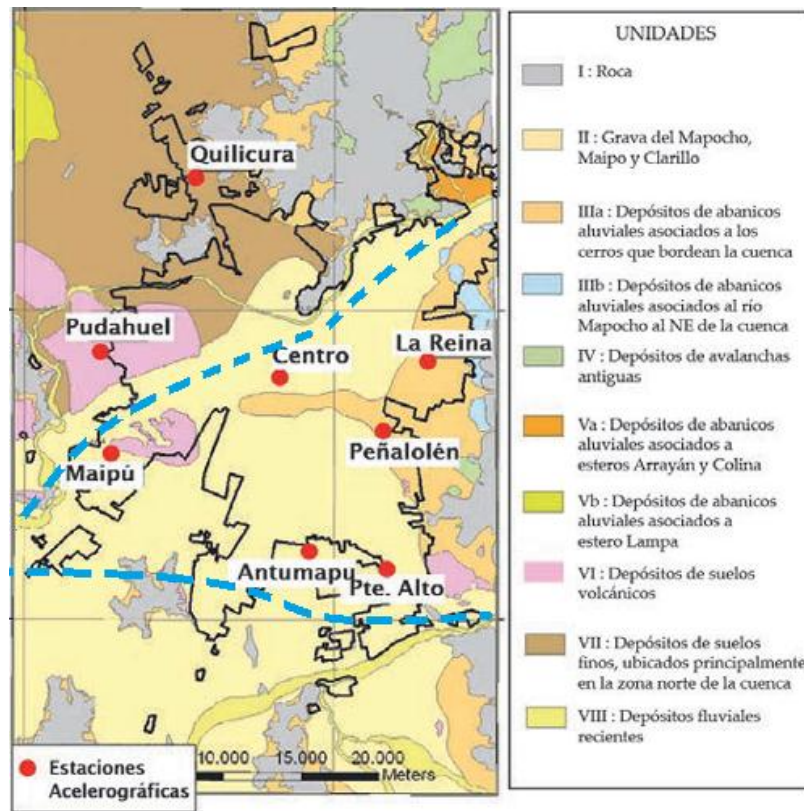 Quilicura
Pudahuel
Centro
La Reina
Maipú
Peñalolén
Antumapu
Pte. Alto
Estaciones
Acelerográficas
10.000 20.000
Meters
UNIDADES
I : Roca
II : Grava del Mapocho,
Maipo y Clarillo
IIIa : Depósitos de abanicos
aluviales asociados a los
cerros que bordean la cuenca
IIIb : Depósitos de abanicos
aluviales asociados al río
Mapocho al NE de la cuenca
IV : Depósitos de avalanchas
antiguas
Va : Depósitos de abanicos
aluviales asociados a
esteros Arrayán y Colina
Vb : Depósitos de abanicos
aluviales asociados a
estero Lampa
VI : Depósitos de suelos
volcánicos
VII : Depósitos de suelos
finos, ubicados principalmente
en la zona norte de la cuenca
VIII : Depósitos fluviales
recientes